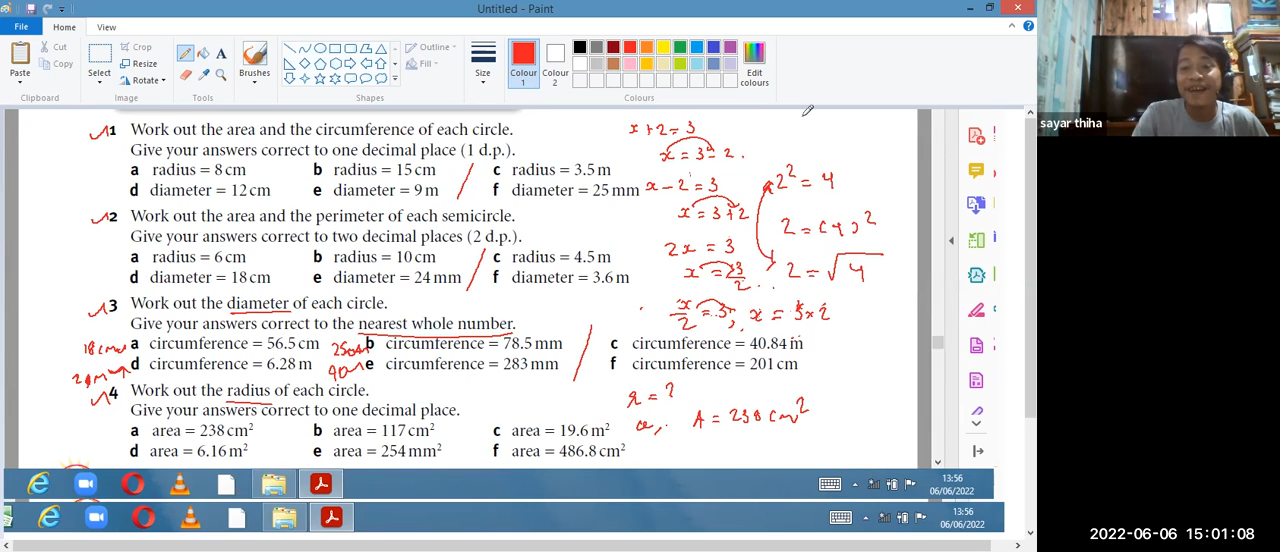 Untitled - Paint
File Home View
Paste
Cut
Copy
Clipboard
Select
Crop
Resize
Rotate
Image
A
Tools
Brushes
Shapes
Outline
Fill
Size
Colour 1
Colour 2
Edit colours
Colours
sayar thiha
1 Work out the area and the circumference of each circle.
Give your answers correct to one decimal place (1 d.p.).
a radius = 8 cm b radius = 15 cm c radius = 3.5 m
d diameter = 12 cm e diameter = 9 m f diameter = 25 mm
2 Work out the area and the perimeter of each semicircle.
Give your answers correct to two decimal places (2 d.p.).
a radius = 6 cm b radius = 10 cm c radius = 4.5 m
d diameter = 18 cm e diameter = 24 mm f diameter = 3.6 m
3 Work out the diameter of each circle.
Give your answers correct to the nearest whole number.
18cm a circumference = 56.5 cm b circumference = 78.5 mm c circumference = 40.84 m
d circumference = 6.28 m e circumference = 283 mm f circumference = 201 cm
4 Work out the radius of each circle.
Give your answers correct to one decimal place.
a area = 238 cm² b area = 117 cm² c area = 19.6 m²
d area = 6.16 m² e area = 254 mm² f area = 486.8 cm²
x + 2 = 3
x = 3 - 2
x - 2 = 3
x = 3 + 2
2x = 3
x = 3/2
x/2 = 3, x = 3 x 2
2² = 4
2 = √4
r = ?
A = 238 cm²
13:56
06/06/2022
13:56
06/06/2022
2022-06-06 15:01:08